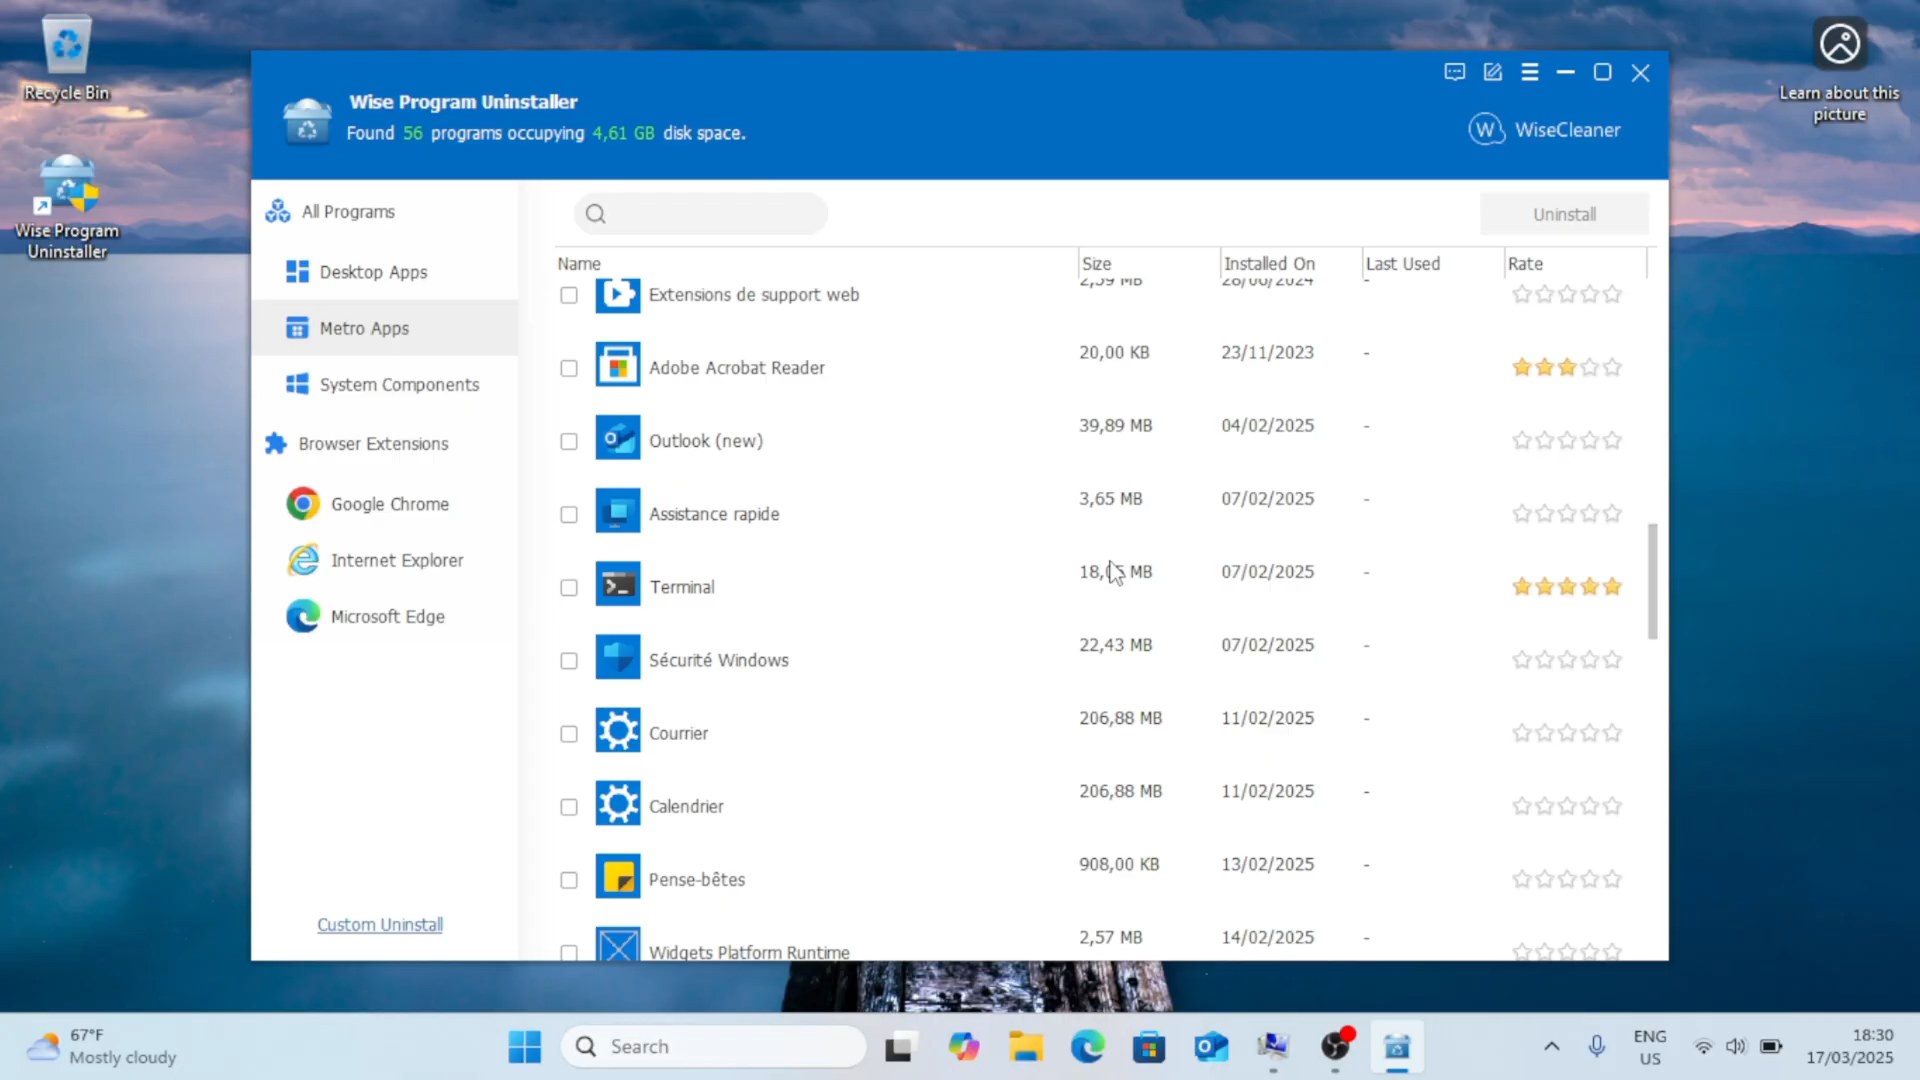 Recycle Bin
Wise Program
Uninstaller
Learn about this
picture
Wise Program Uninstaller
Found 56 programs occupying 4,61 GB disk space.
WiseCleaner
All Programs
Desktop Apps
Metro Apps
System Components
Browser Extensions
Google Chrome
Internet Explorer
Microsoft Edge
Custom Uninstall
Uninstall
Name Size Installed On Last Used Rate
Extensions de support web 2,59 MB 28/06/2024 -
Adobe Acrobat Reader 20,00 KB 23/11/2023 -
Outlook (new) 39,89 MB 04/02/2025 -
Assistance rapide 3,65 MB 07/02/2025 -
Terminal MB 07/02/2025 -
Sécurité Windows 22,43 MB 07/02/2025 -
Courrier 206,88 MB 11/02/2025 -
Calendrier 206,88 MB 11/02/2025 -
Pense-bêtes 908,00 KB 13/02/2025 -
Widgets Platform Runtime 2,57 MB 14/02/2025 -
67°F
Mostly cloudy
Search
ENG
US
18:30
17/03/2025